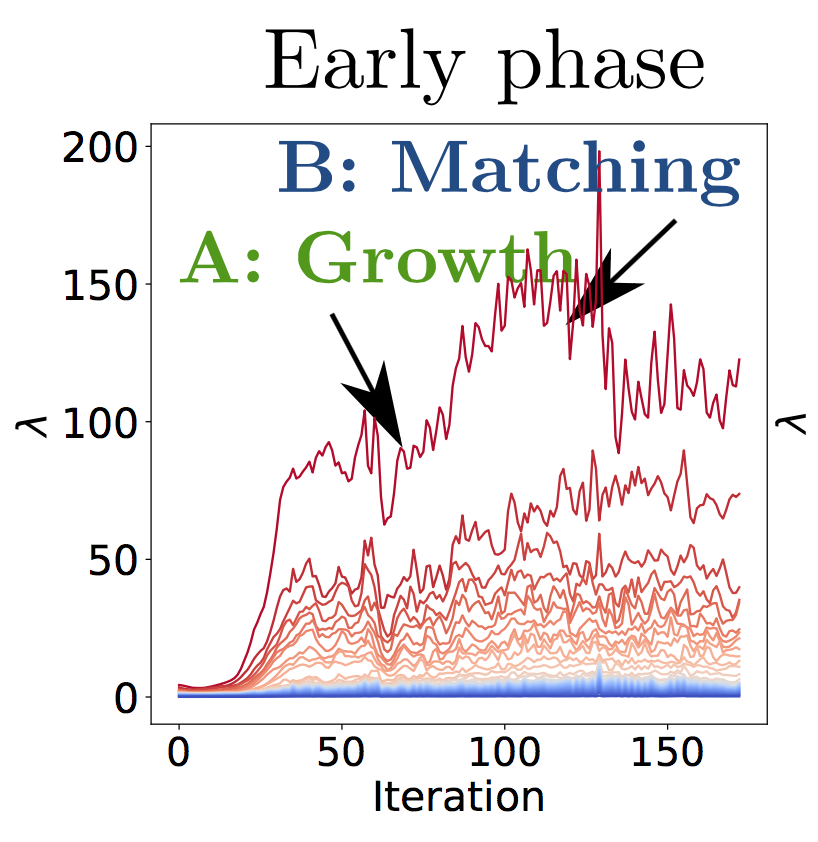 Early phase
B: Matching
A: Growth
200
150
100
50
0
λ
λ
0 50 100 150
Iteration